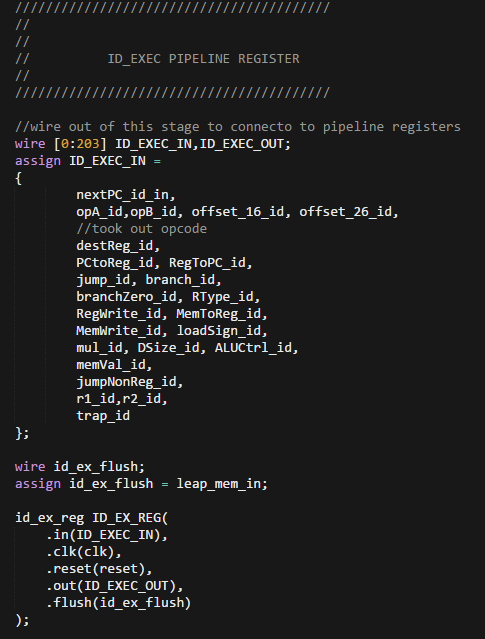 /////////////////////////////////////////
//
//
//          ID_EXEC PIPELINE REGISTER
//
/////////////////////////////////////////
//wire out of this stage to connecto to pipeline registers
wire [0:203] ID_EXEC_IN,ID_EXEC_OUT;
assign ID_EXEC_IN =
{
        nextPC_id_in,
        opA_id,opB_id, offset_16_id, offset_26_id,
        //took out opcode
        destReg_id,
        PCtoReg_id, RegToPC_id,
        jump_id, branch_id,
        branchZero_id, RType_id,
        RegWrite_id, MemToReg_id,
        MemWrite_id, loadSign_id,
        mul_id, DSize_id, ALUCtrl_id,
        memVal_id,
        jumpNonReg_id,
        r1_id,r2_id,
        trap_id
};
wire id_ex_flush;
assign id_ex_flush = leap_mem_in;
id_ex_reg ID_EX_REG(
    .in(ID_EXEC_IN),
    .clk(clk),
    .reset(reset),
    .out(ID_EXEC_OUT),
    .flush(id_ex_flush)
);